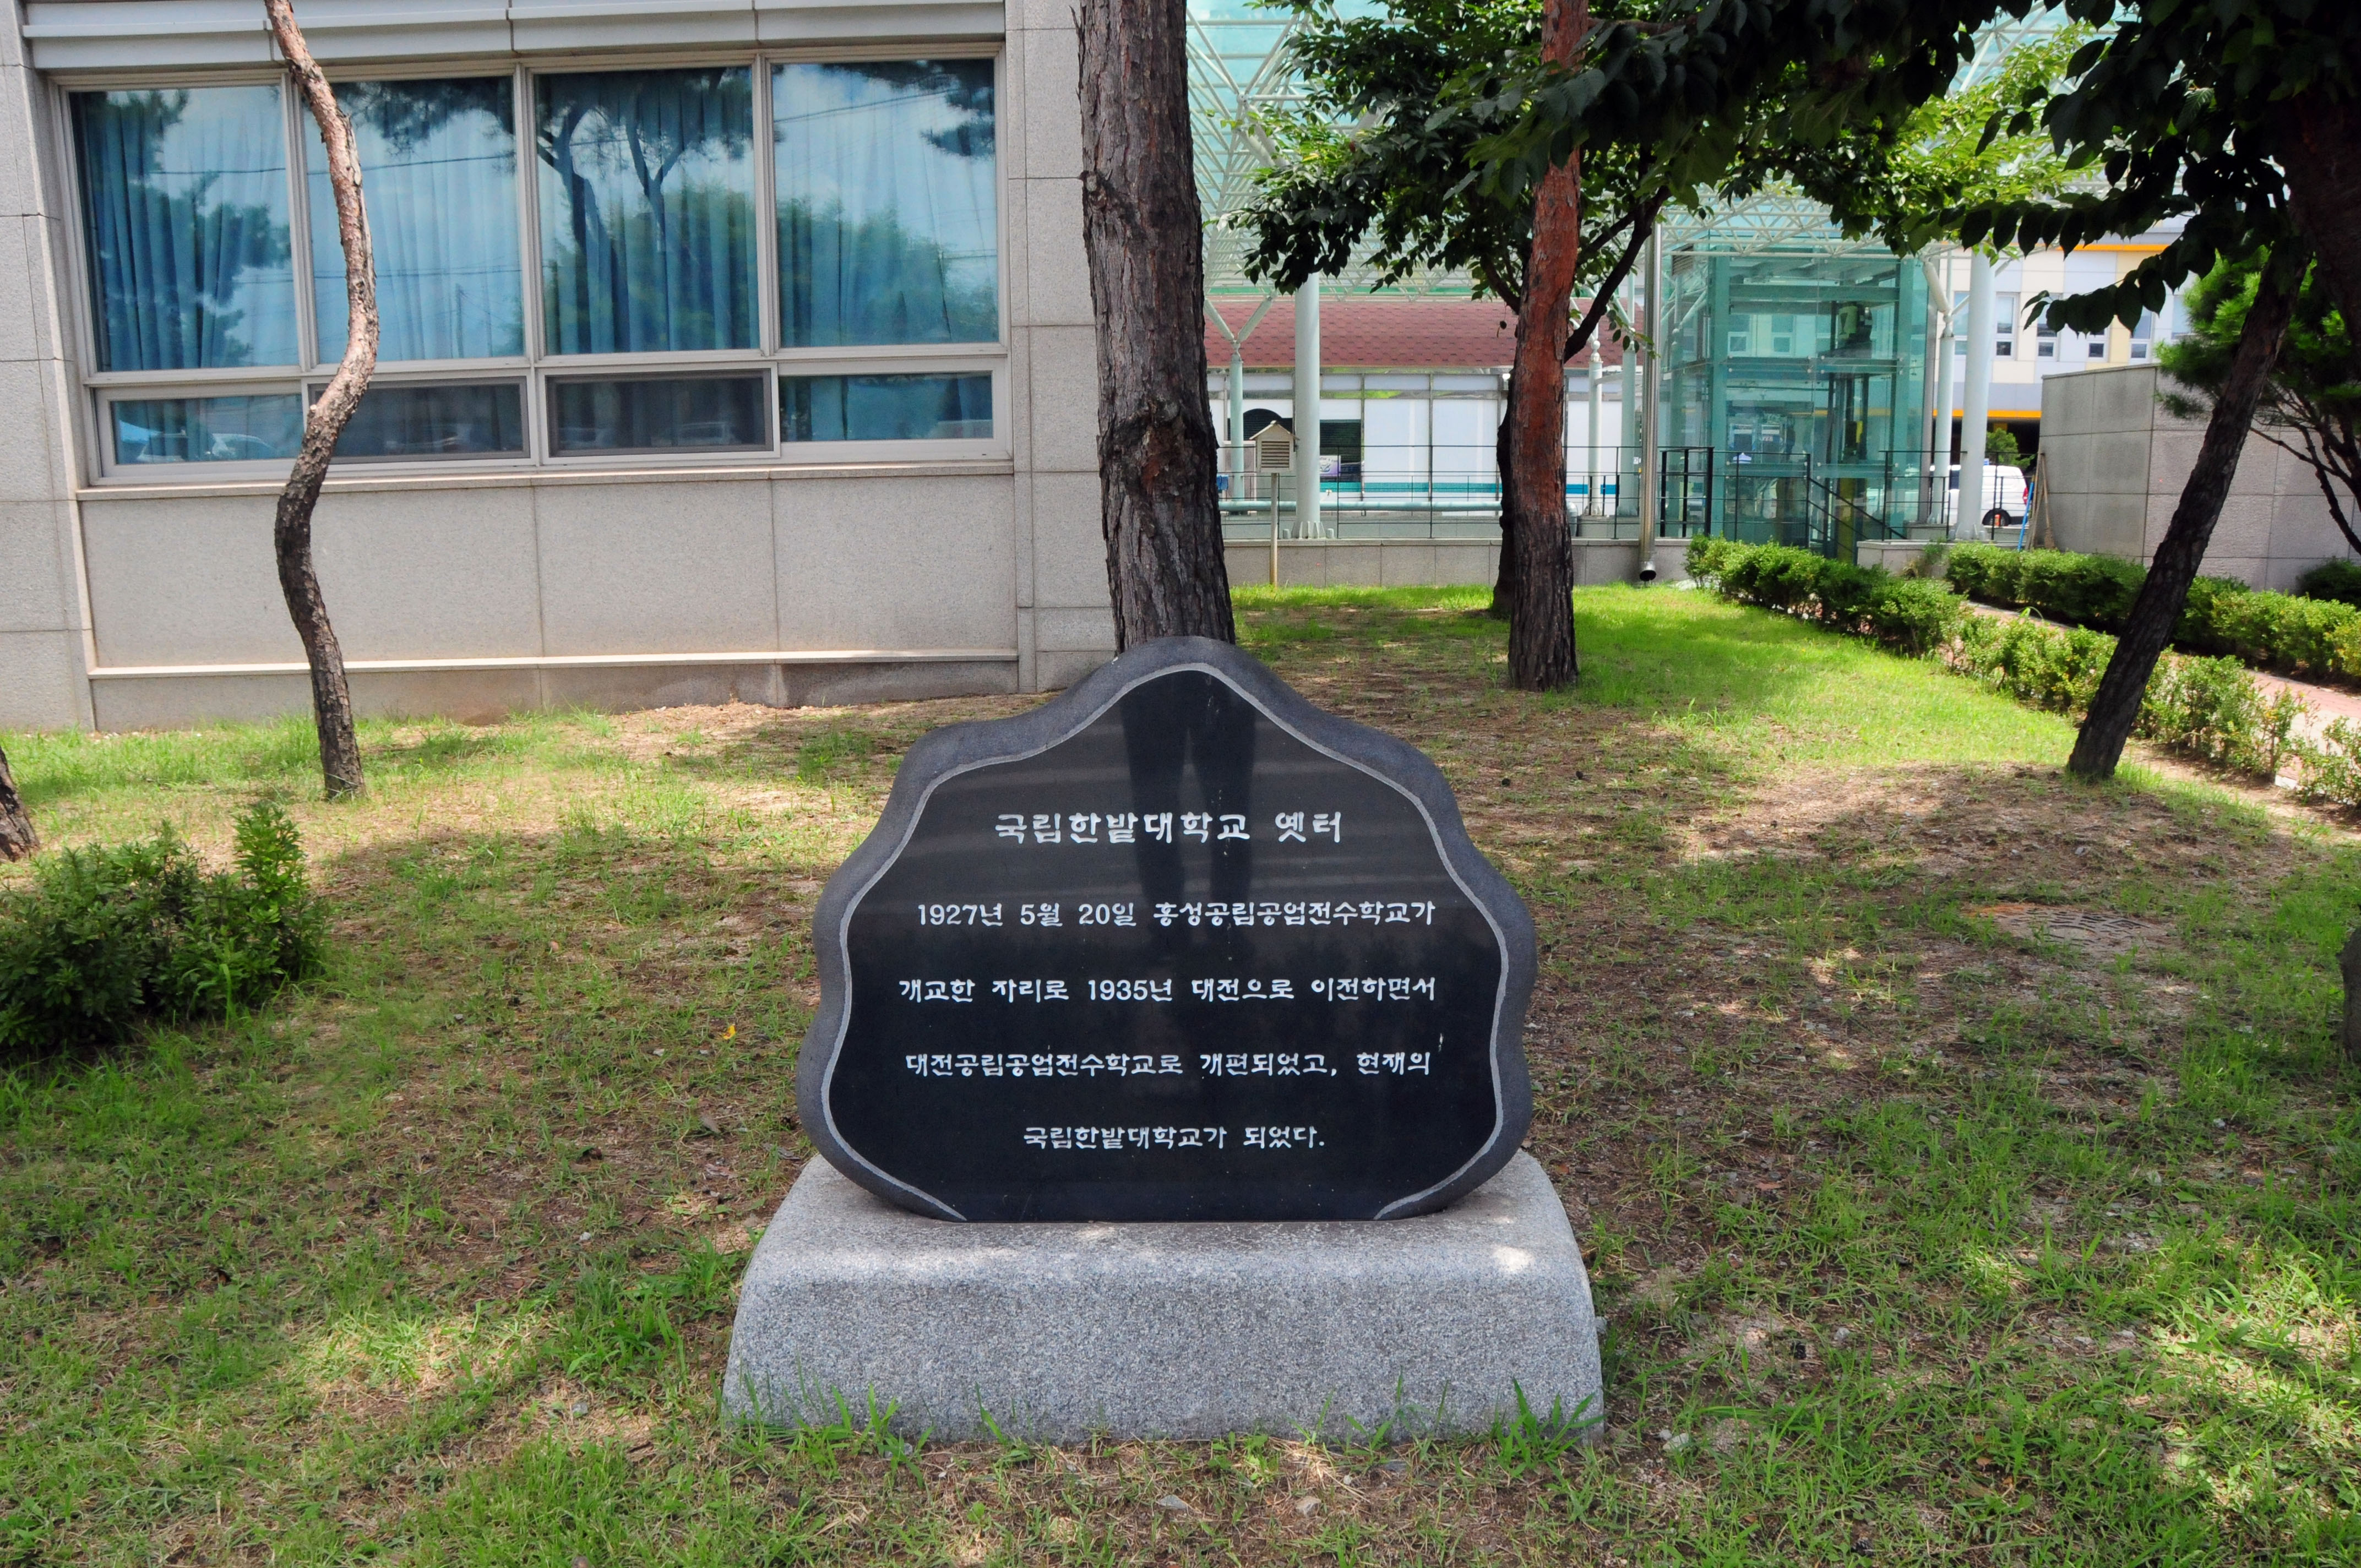 국립한밭대학교 옛터
1927년 5월 20일 홍성공립공업전수학교가
개교한 자리로 1935년 대전으로 이전하면서
대전공립공업전수학교로 개편되었고, 현재의
국립한밭대학교가 되었다.